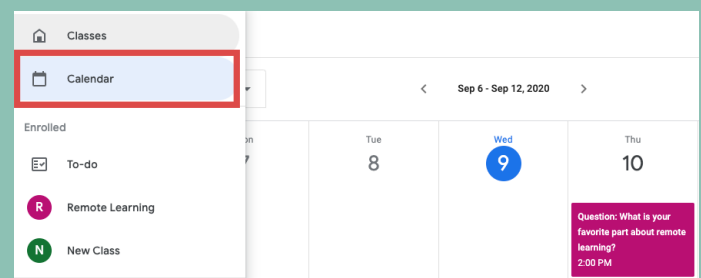 Classes
Calendar
Sep 6 - Sep 12, 2020
Enrolled
Tue
Wed
Thu
8
9
10
To-do
R
Remote Learning
N
New Class
Question: What is your
favorite part about remote
learning?
2:00 PM